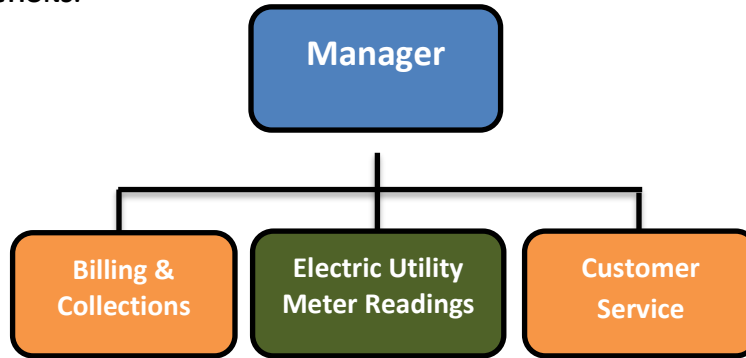 Manager
Billing &
Collections
Electric Utility
Meter Readings
Customer
Service